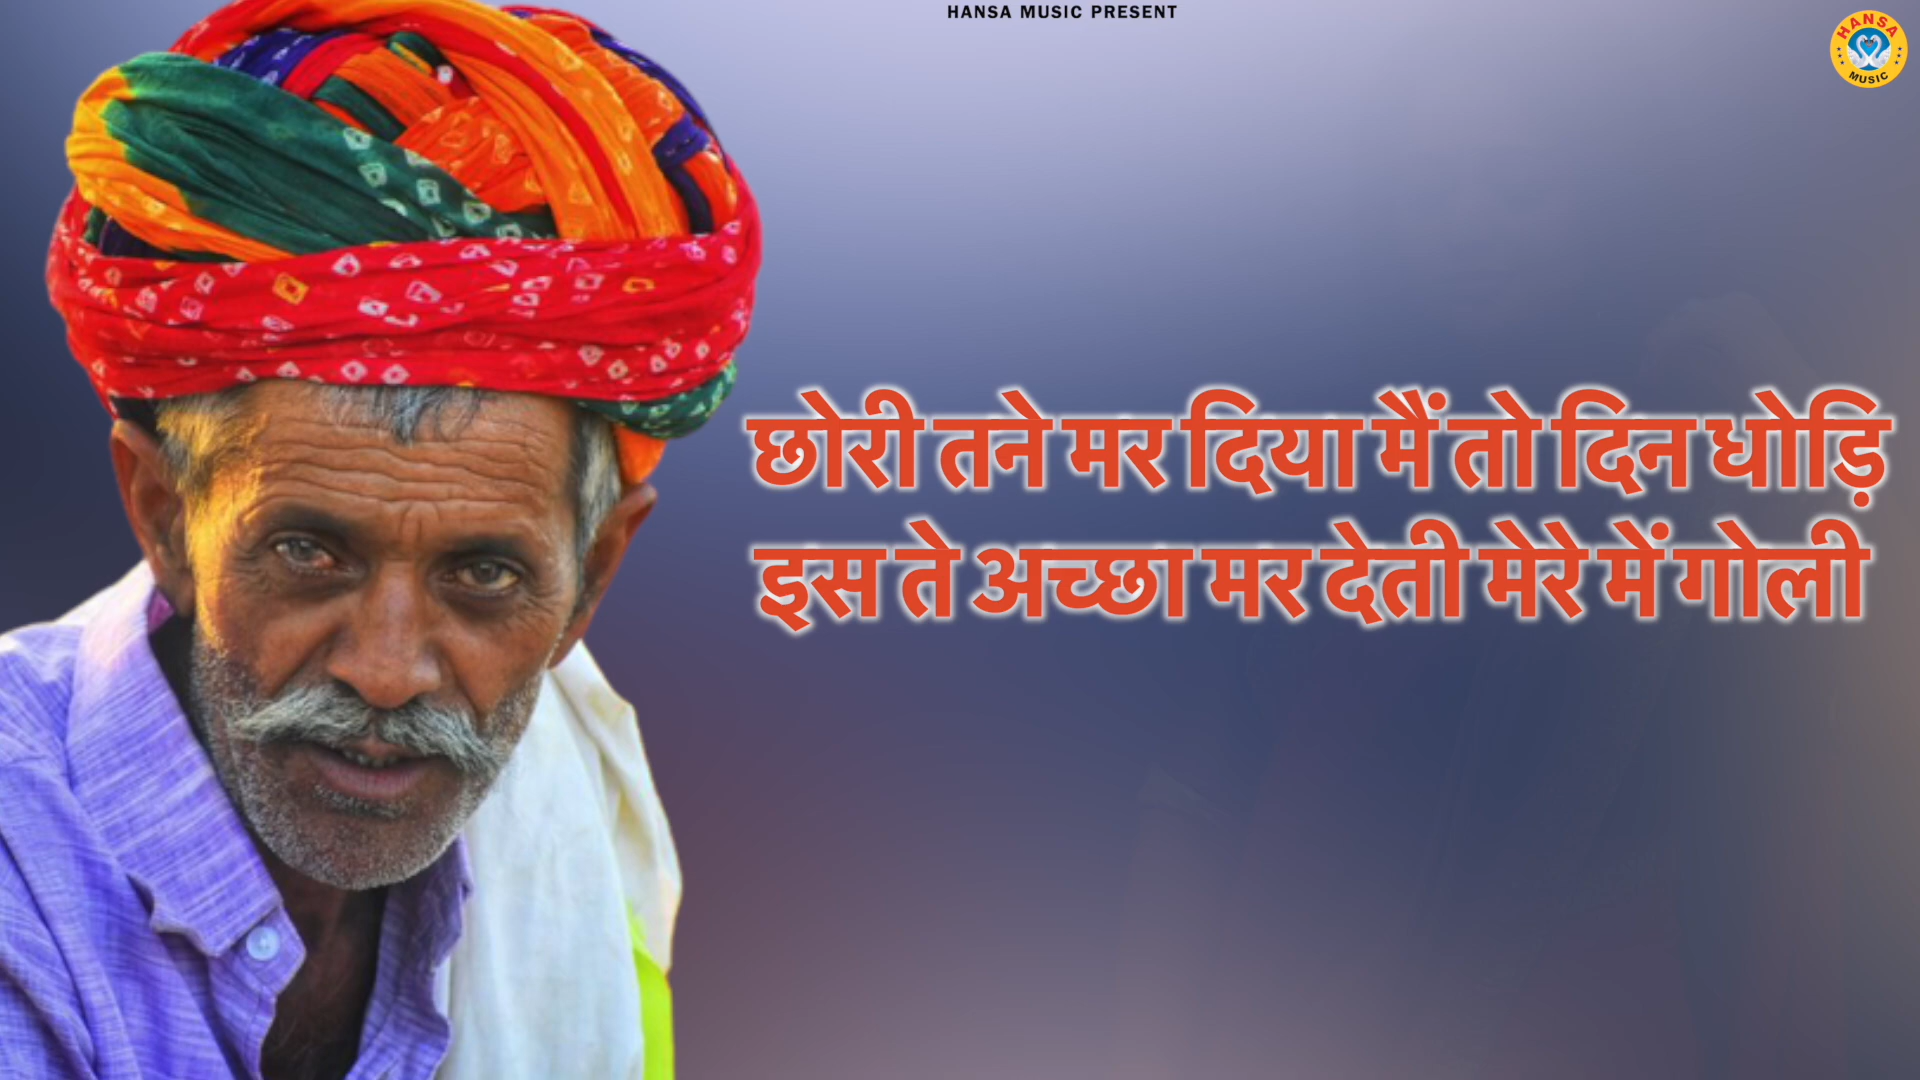 HANSA MUSIC PRESENT
HANSA
MUSIC
छोरी तने मर दिया मैं तो दिन धोड़ि
इस ते अच्छा मर देती मेरे में गोली